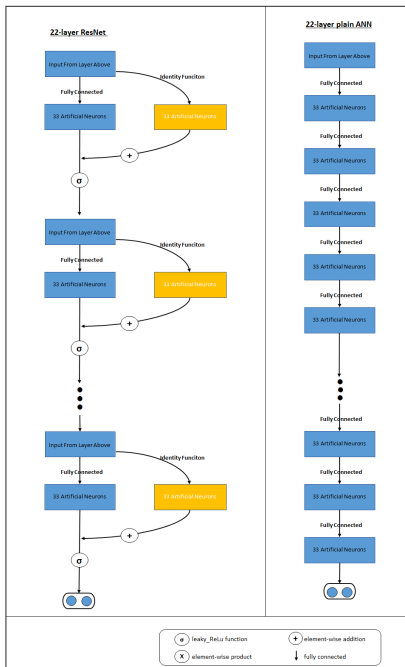 22-layer ResNet
Input From Layer Above
Identity Funciton
Fully Connected
33 Artificial Neurons
33 Artificial Neurons
+
σ
Input From Layer Above
Identity Funciton
Fully Connected
33 Artificial Neurons
33 Artificial Neurons
+
σ
Input From Layer Above
Identity Funciton
Fully Connected
33 Artificial Neurons
33 Artificial Neurons
+
σ
22-layer plain ANN
Input From Layer Above
Fully Connected
33 Artificial Neurons
Fully Connected
33 Artificial Neurons
Fully Connected
33 Artificial Neurons
Fully Connected
33 Artificial Neurons
Fully Connected
33 Artificial Neurons
Fully Connected
33 Artificial Neurons
Fully Connected
33 Artificial Neurons
Fully Connected
33 Artificial Neurons
σ leaky_ReLu function
+ element-wise addition
X element-wise product
fully connected